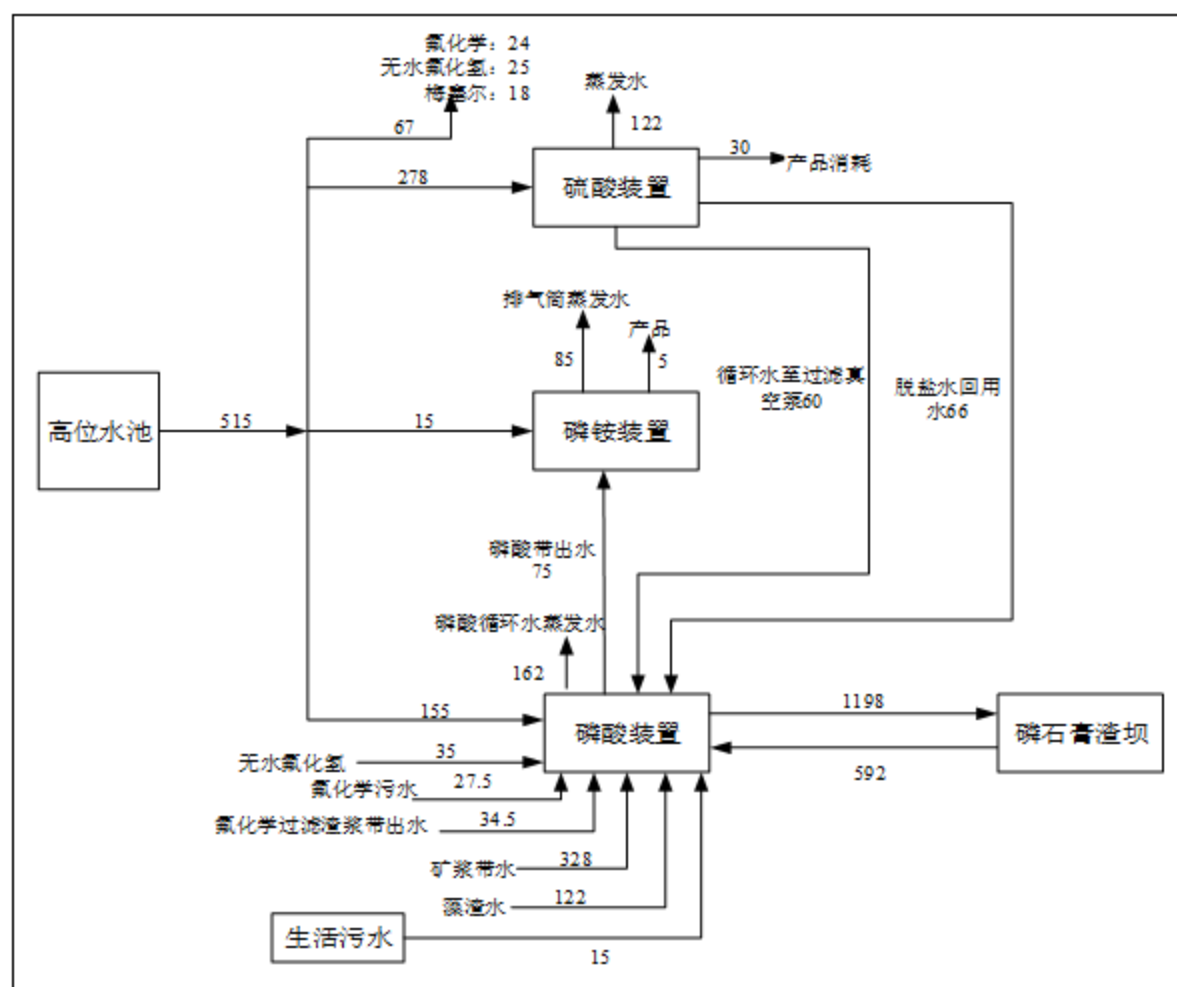 氟化学：24
无水氟化氢：25
梅塞尔：18
67
蒸发水
122
30
产品消耗
278
硫酸装置
排气筒蒸发水
产品
85
5
循环水至过滤真
空泵60
脱盐水回用
水66
高位水池
515
15
磷铵装置
磷酸带出水
75
磷酸循环水蒸发水
162
155
磷酸装置
1198
磷石膏渣坝
592
无水氟化氢
35
氟化学污水
27.5
氟化学过滤渣浆带出水
34.5
矿浆带水
328
藻渣水
122
生活污水
15